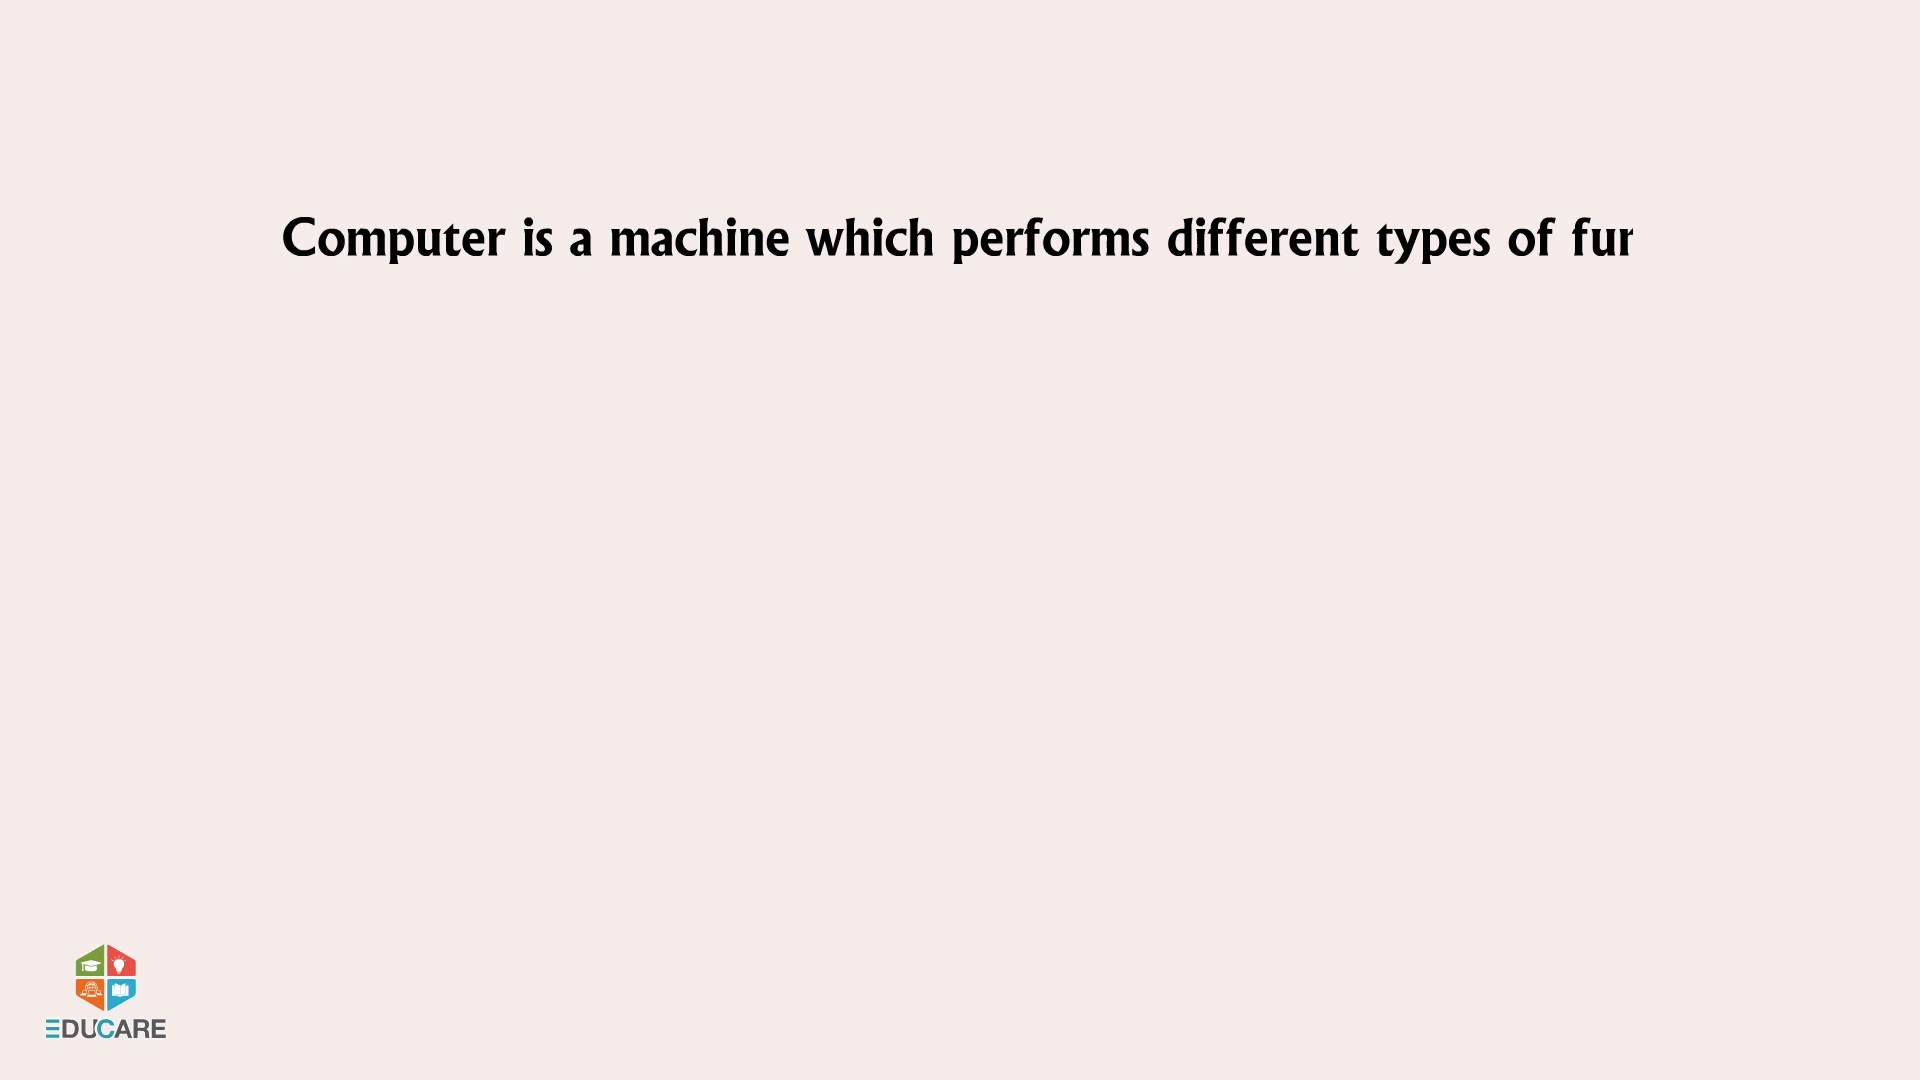 Computer is a machine which performs different types of fur
EDUCARE